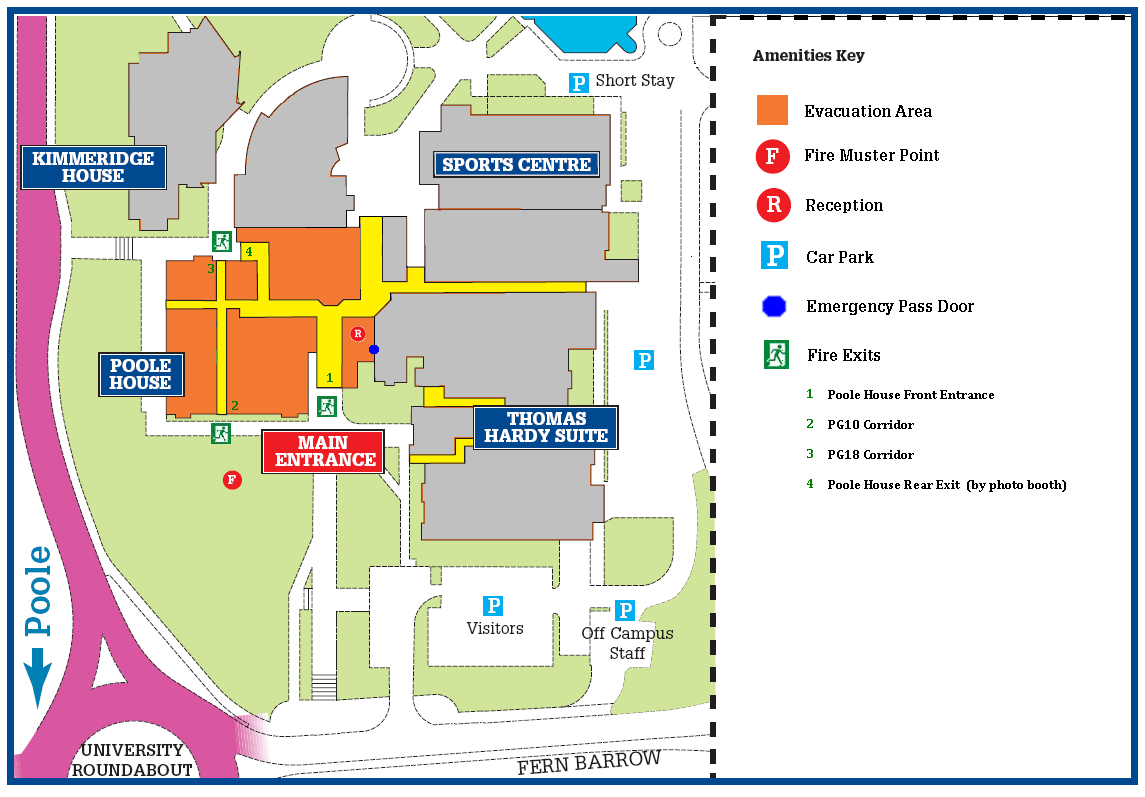 P Short Stay
KIMMERIDGE
HOUSE
SPORTS CENTRE
4
3
R
P
POOLE
HOUSE
1
2
THOMAS
HARDY SUITE
MAIN
ENTRANCE
F
Poole
P
Visitors
P
Off Campus
Staff
UNIVERSITY
ROUNDABOUT
FERN BARROW
Amenities Key
Evacuation Area
F Fire Muster Point
R Reception
P Car Park
Emergency Pass Door
Fire Exits
1 Poole House Front Entrance
2 PG10 Corridor
3 PG18 Corridor
4 Poole House Rear Exit (by photo booth)